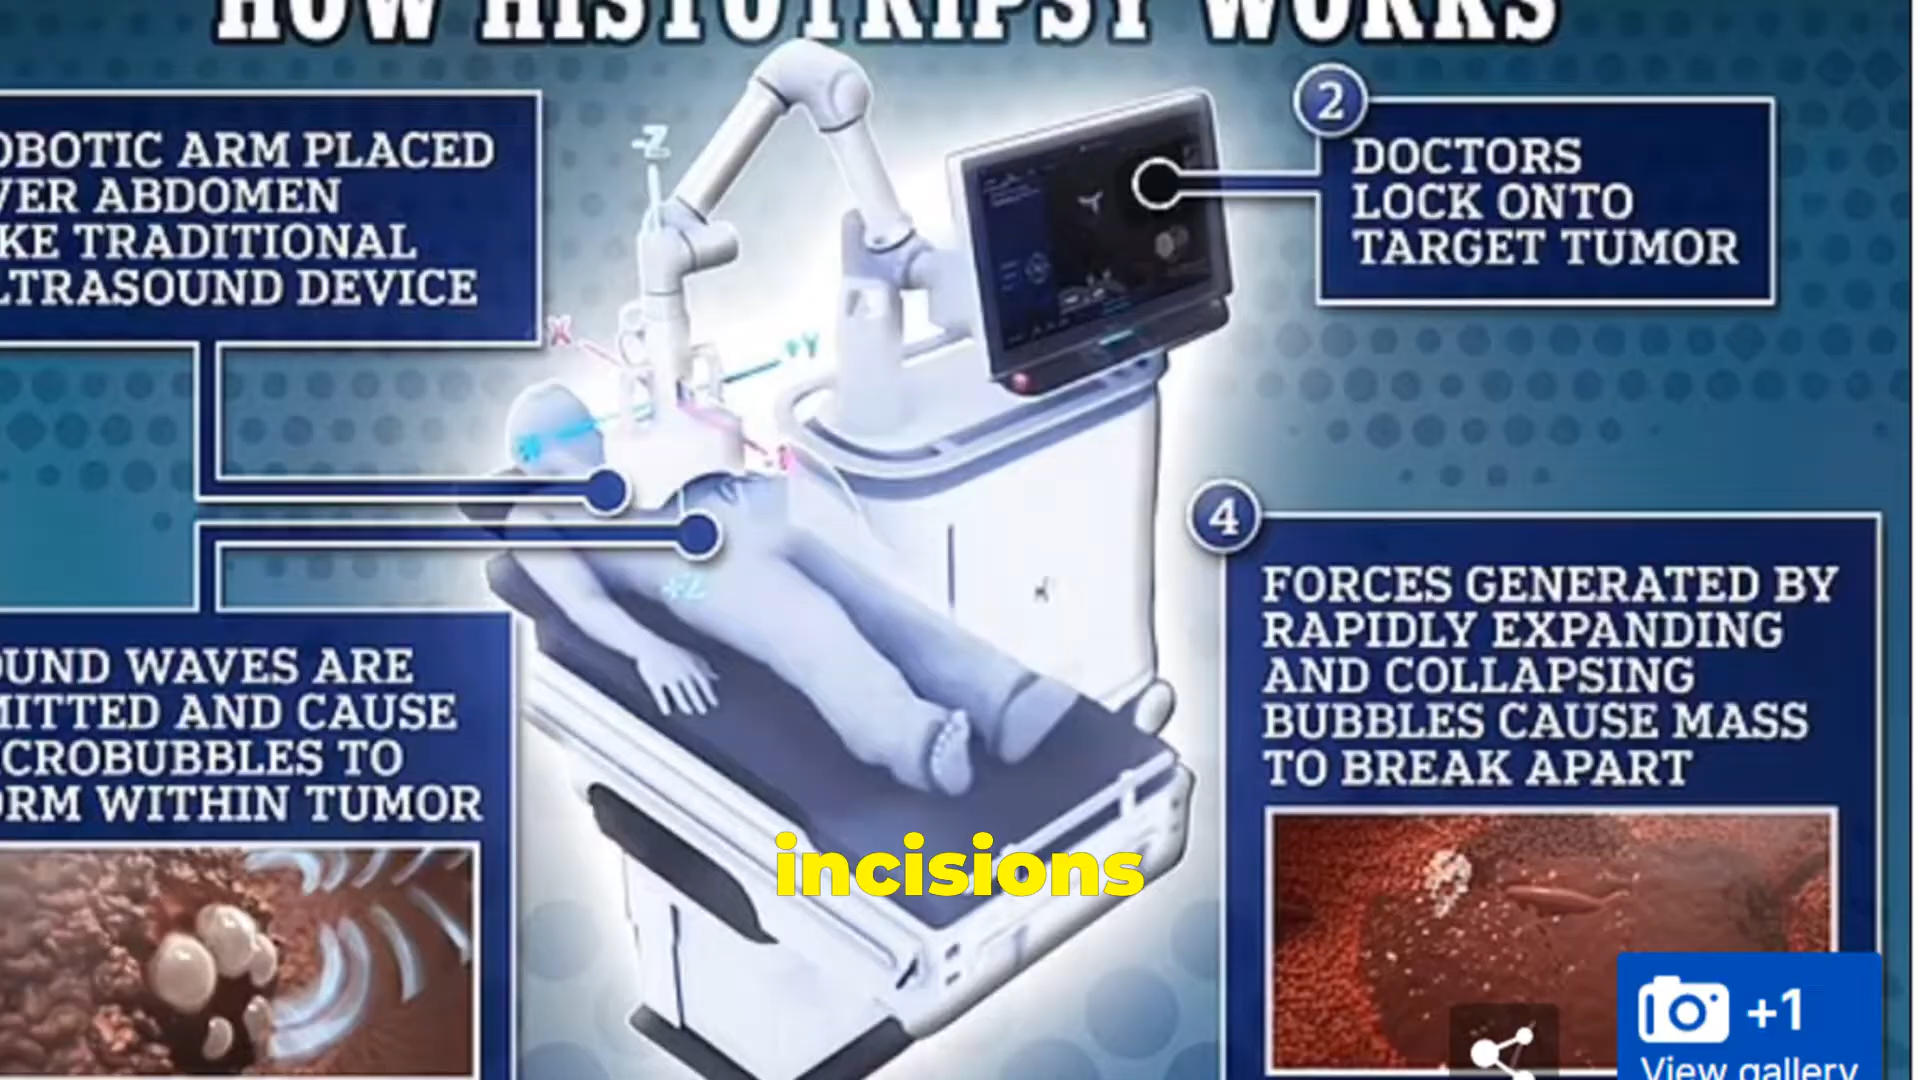 HOW HISTOTRIPSY WORKS
OBOTIC ARM PLACED
VER ABDOMEN
KE TRADITIONAL
LTRASOUND DEVICE
2
DOCTORS
LOCK ONTO
TARGET TUMOR
-Z
X
+Y
+Z
OUND WAVES ARE
MITTED AND CAUSE
ICROBUBBLES TO
ORM WITHIN TUMOR
4
FORCES GENERATED BY
RAPIDLY EXPANDING
AND COLLAPSING
BUBBLES CAUSE MASS
TO BREAK APART
incisions
+1
View gallery